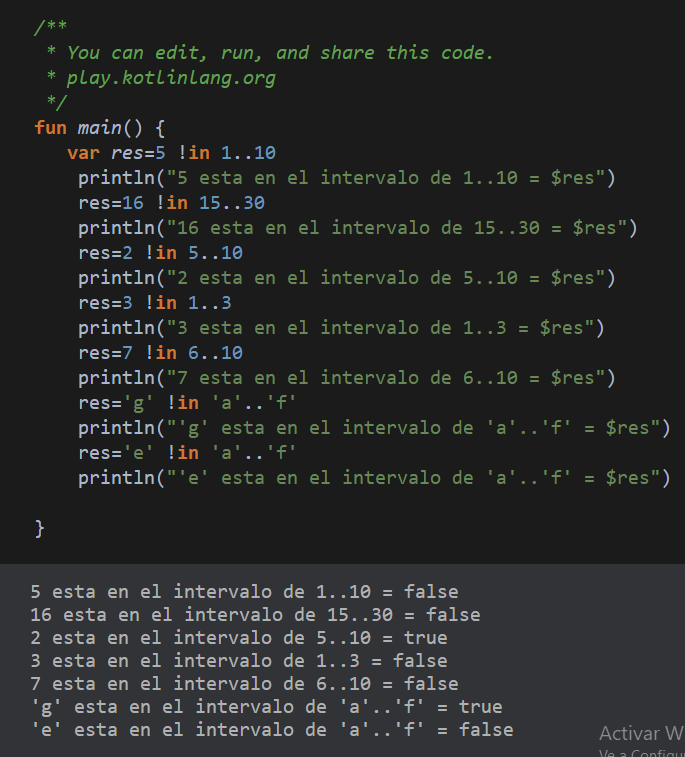 /**
 * You can edit, run, and share this code.
 * play.kotlinlang.org
 */
fun main() {
   var res=5 !in 1..10
    println("5 esta en el intervalo de 1..10 = $res")
    res=16 !in 15..30
    println("16 esta en el intervalo de 15..30 = $res")
    res=2 !in 5..10
    println("2 esta en el intervalo de 5..10 = $res")
    res=3 !in 1..3
    println("3 esta en el intervalo de 1..3 = $res")
    res=7 !in 6..10
    println("7 esta en el intervalo de 6..10 = $res")
    res='g' !in 'a'..'f'
    println("'g' esta en el intervalo de 'a'..'f' = $res")
    res='e' !in 'a'..'f'
    println("'e' esta en el intervalo de 'a'..'f' = $res")
}
5 esta en el intervalo de 1..10 = false
16 esta en el intervalo de 15..30 = false
2 esta en el intervalo de 5..10 = true
3 esta en el intervalo de 1..3 = false
7 esta en el intervalo de 6..10 = false
'g' esta en el intervalo de 'a'..'f' = true
'e' esta en el intervalo de 'a'..'f' = false
Activar W
Ve a